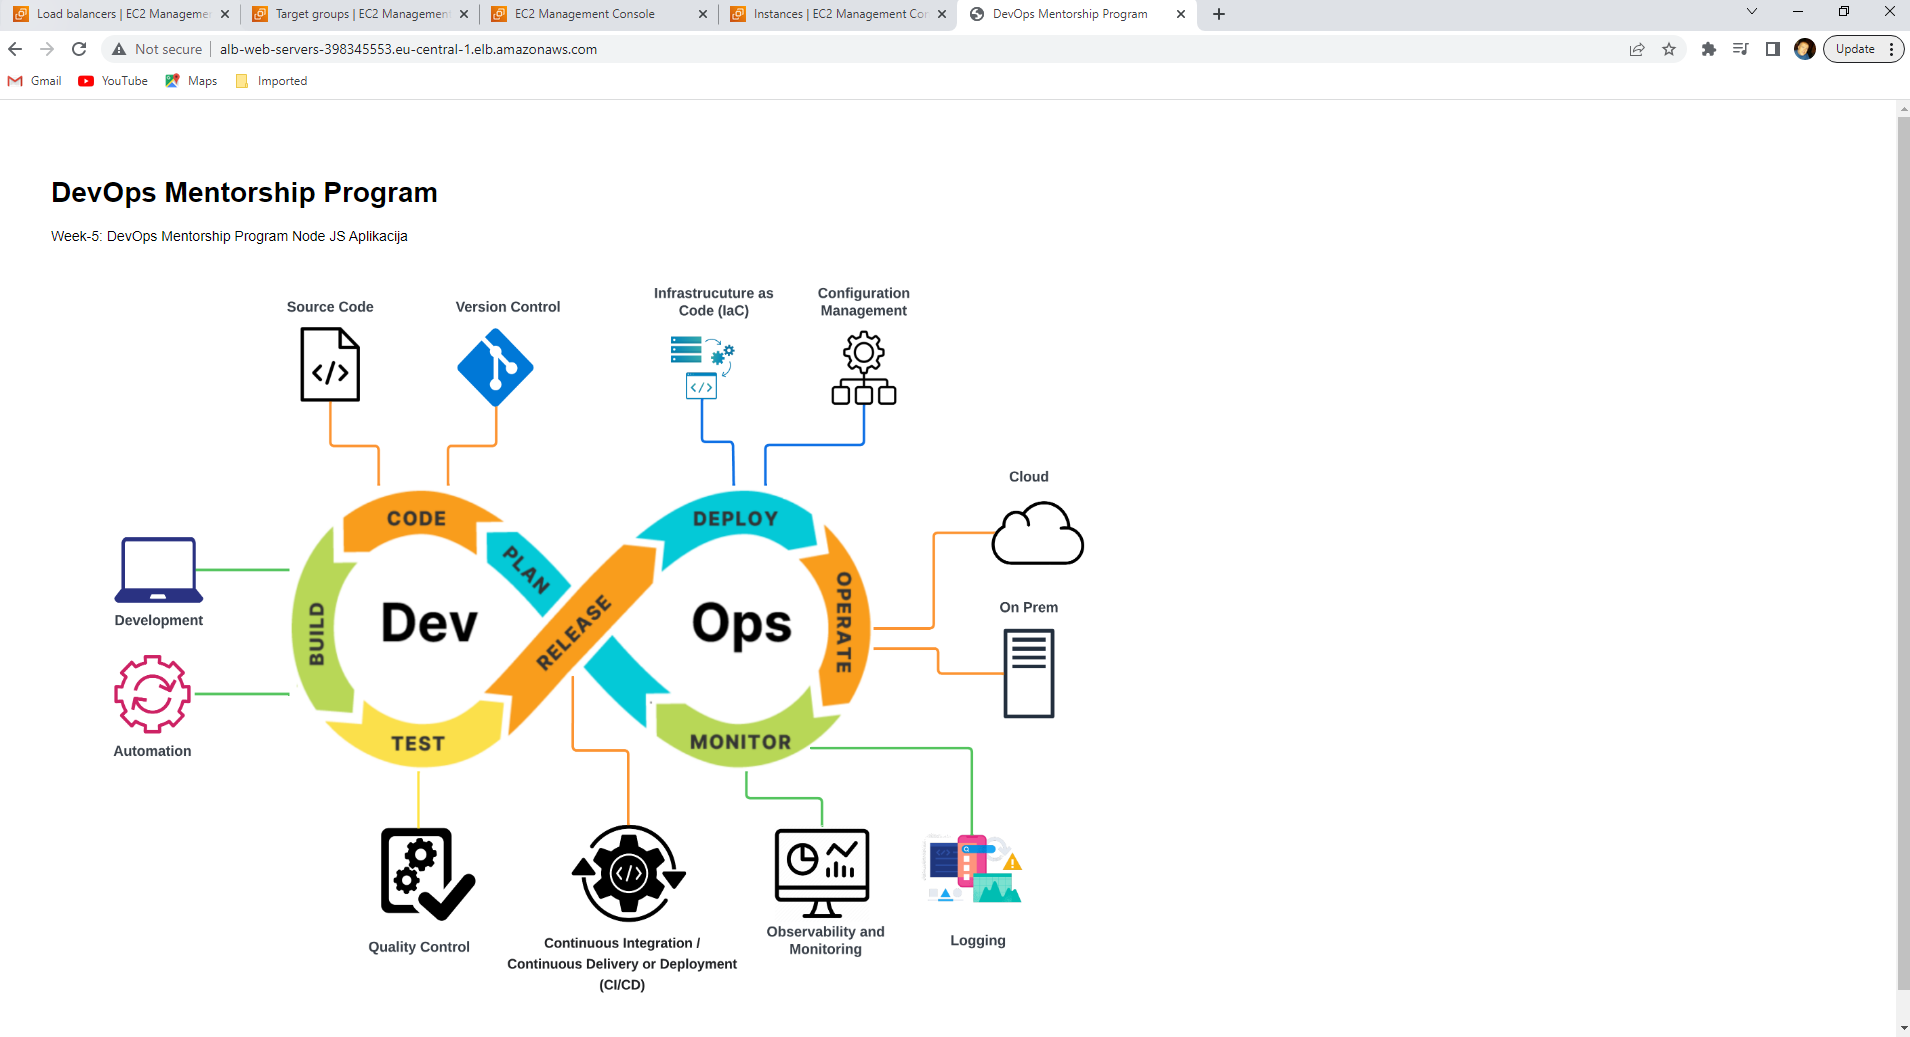 Load balancers | EC2 Manageme
Target groups | EC2 Management
EC2 Management Console
Instances | EC2 Management Con
DevOps Mentorship Program
Not secure
alb-web-servers-398345553.eu-central-1.elb.amazonaws.com
Update
Gmail
YouTube
Maps
Imported
DevOps Mentorship Program
Week-5: DevOps Mentorship Program Node JS Aplikacija
Source Code
Version Control
Infrastrucuture as
Code (IaC)
Configuration
Management
Cloud
CODE
DEPLOY
PLAN
OPERATE
Development
BUILD
Dev
RELEASE
Ops
On Prem
Automation
TEST
MONITOR
Quality Control
Continuous Integration /
Continuous Delivery or Deployment
(CI/CD)
Observability and
Monitoring
Logging